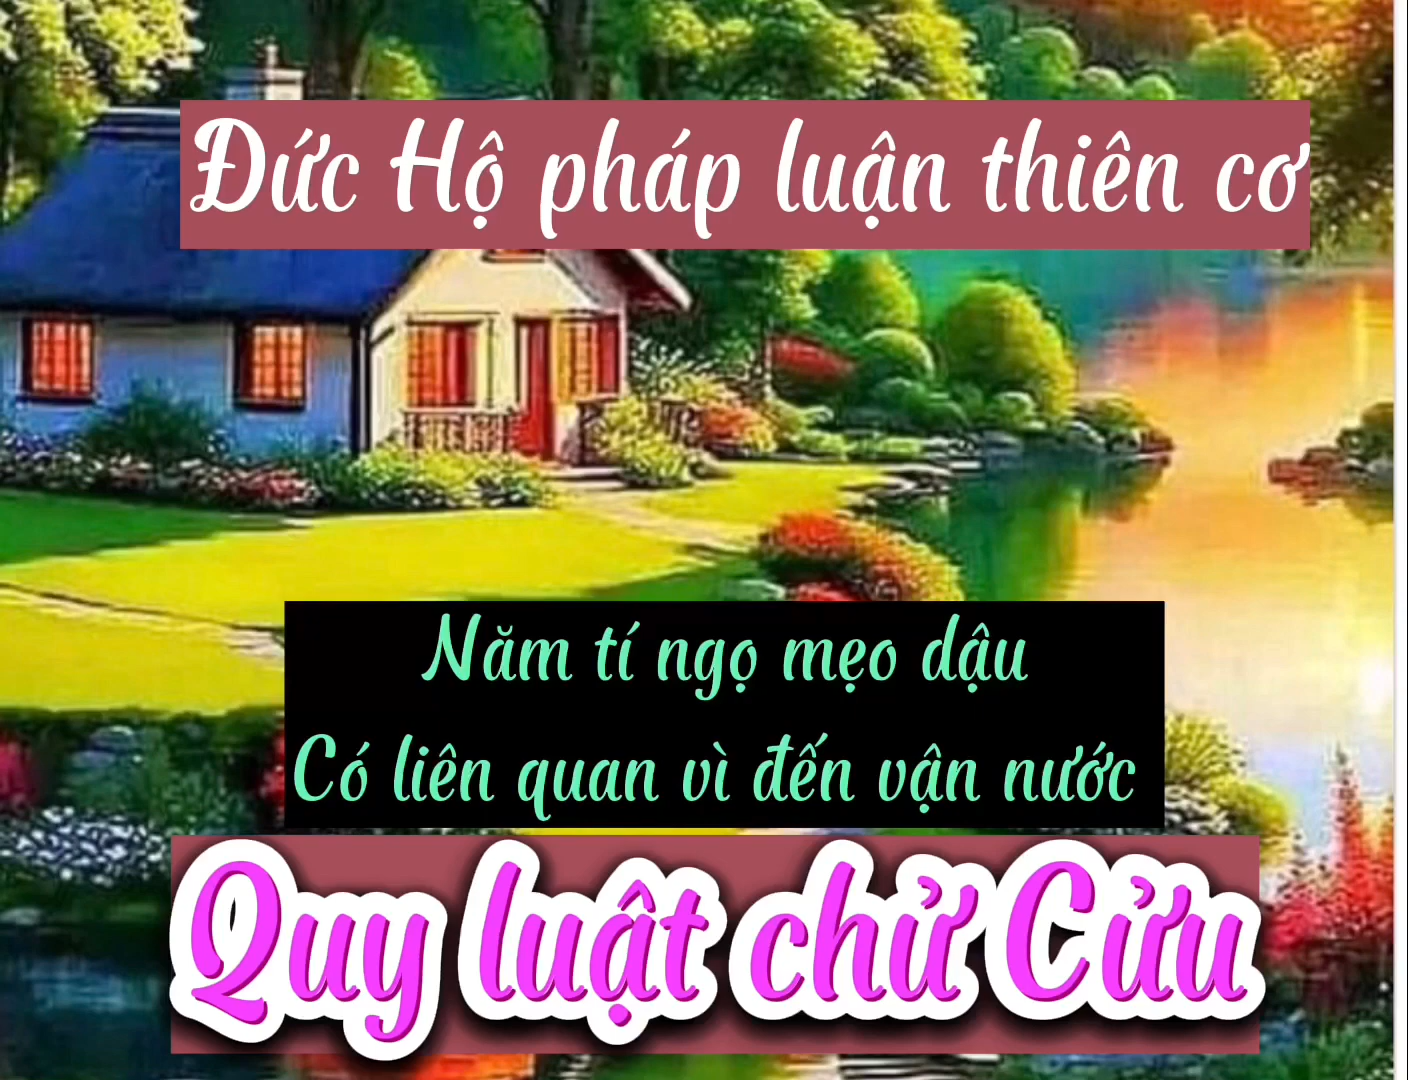 Đức Hộ pháp luận thiên cơ
Năm tí ngọ mẹo dậu
Có liên quan vì đến vận nước
Quy luật chử Cửu